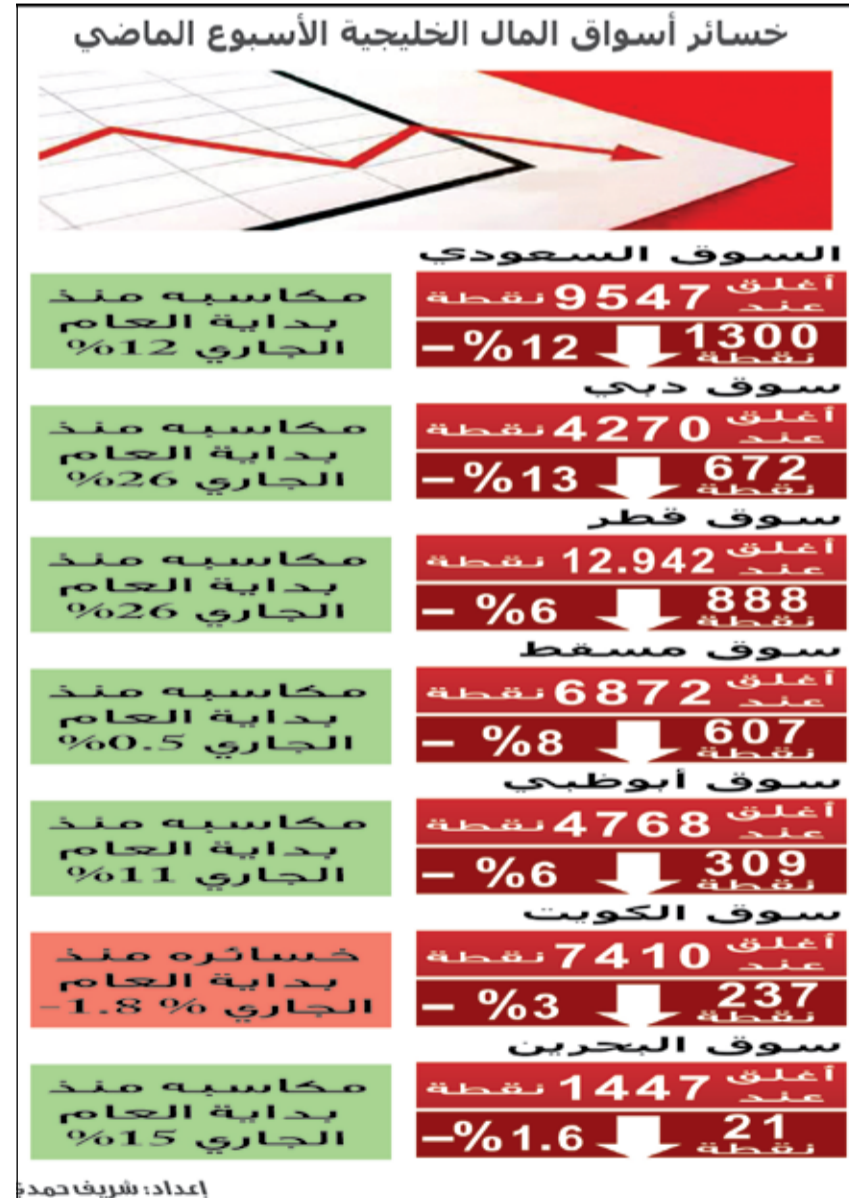 خسائر أسواق المال الخليجية الأسبوع الماضي
السوق السعودي
أغلق عند 9547 نقطة
1300 نقطة %12 –
مكاسبه منذ
بداية العام
الجاري 12%
سوق دبي
أغلق عند 4270 نقطة
672 نقطة %13 –
مكاسبه منذ
بداية العام
الجاري 26%
سوق قطر
أغلق عند 12.942 نقطة
888 نقطة %6 –
مكاسبه منذ
بداية العام
الجاري 26%
سوق مسقط
أغلق عند 6872 نقطة
607 نقطة %8 –
مكاسبه منذ
بداية العام
الجاري 0.5%
سوق أبوظبي
أغلق عند 4768 نقطة
309 نقطة %6 –
مكاسبه منذ
بداية العام
الجاري 11%
سوق الكويت
أغلق عند 7410 نقطة
237 نقطة %3 –
خسائره منذ
بداية العام
الجاري % 1.8-
سوق البحرين
أغلق عند 1447 نقطة
21 نقطة %1.6 –
مكاسبه منذ
بداية العام
الجاري 15%
إعداد: شريف حمدي